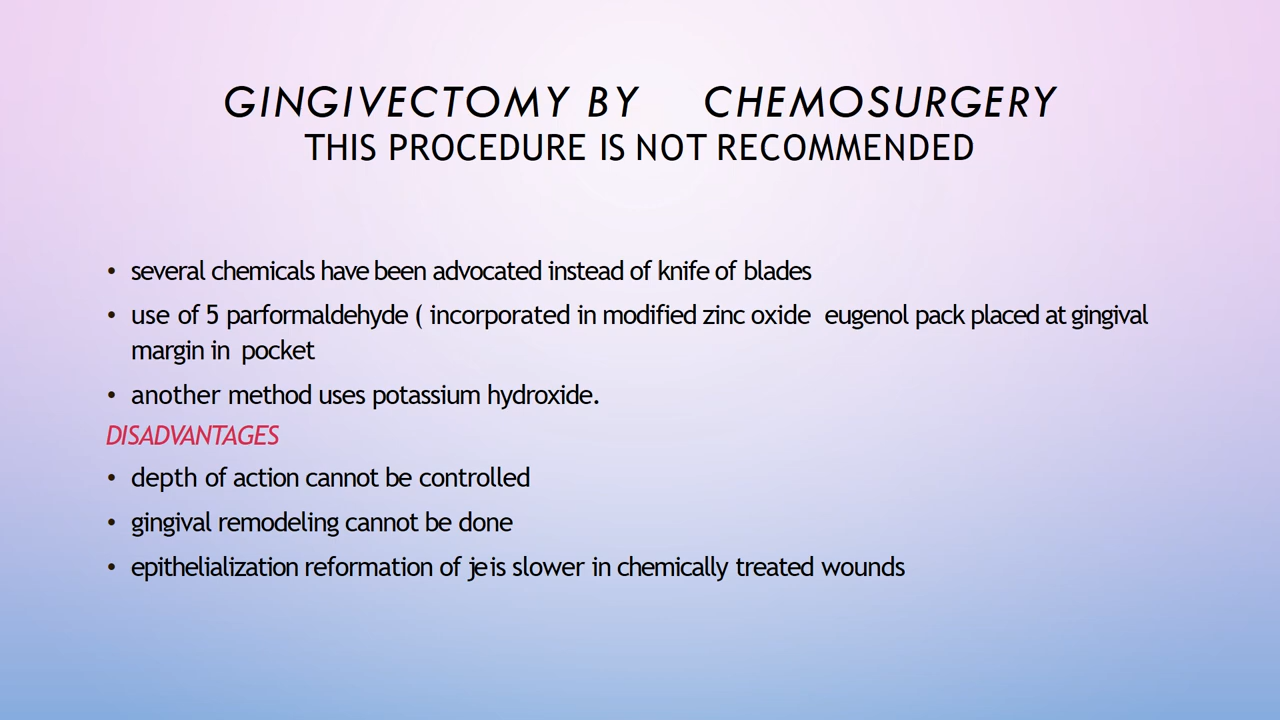 GINGIVECTOMY BY CHEMOSURGERY
THIS PROCEDURE IS NOT RECOMMENDED
• several chemicals have been advocated instead of knife of blades
• use of 5 parformaldehyde ( incorporated in modified zinc oxide eugenol pack placed at gingival
margin in pocket
• another method uses potassium hydroxide.
DISADVANTAGES
• depth of action cannot be controlled
• gingival remodeling cannot be done
• epithelialization reformation of je is slower in chemically treated wounds